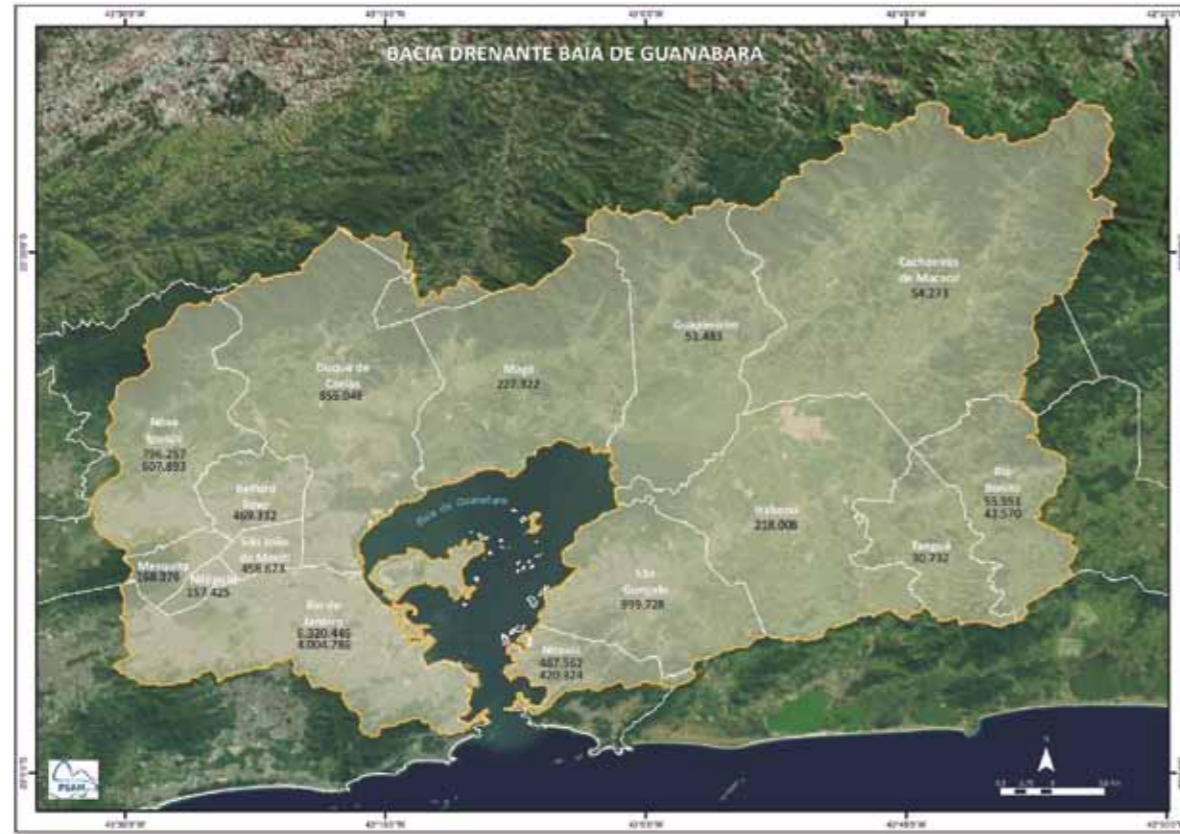 BACIA DRENANTE BAÍA DE GUANABARA
Cachoeiras
de Macacu
54.273
Guapimirim
51.483
Magé
227.322
Duque de
Caxias
855.048
Nova
Iguaçu
796.257
607.893
Belford
Roxo
469.332
São João
de Meriti
458.673
Mesquita
168.376
Nilópolis
157.425
Rio de
Janeiro
6.320.446
4.004.786
Baía de Guanabara
São
Gonçalo
999.728
Niterói
487.562
420.324
Itaboraí
218.008
Tanguá
30.732
Rio
Bonito
55.551
43.570
PSAM
N